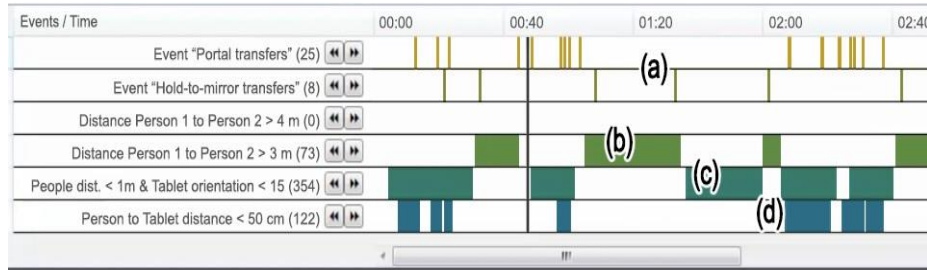 Events / Time 00:00 00:40 01:20 02:00 02:40
Event “Portal transfers” (25)
(a)
Event “Hold-to-mirror transfers” (8)
Distance Person 1 to Person 2 > 4 m (0)
Distance Person 1 to Person 2 > 3 m (73) (b)
People dist. < 1m & Tablet orientation < 15 (354) (c)
Person to Tablet distance < 50 cm (122) (d)